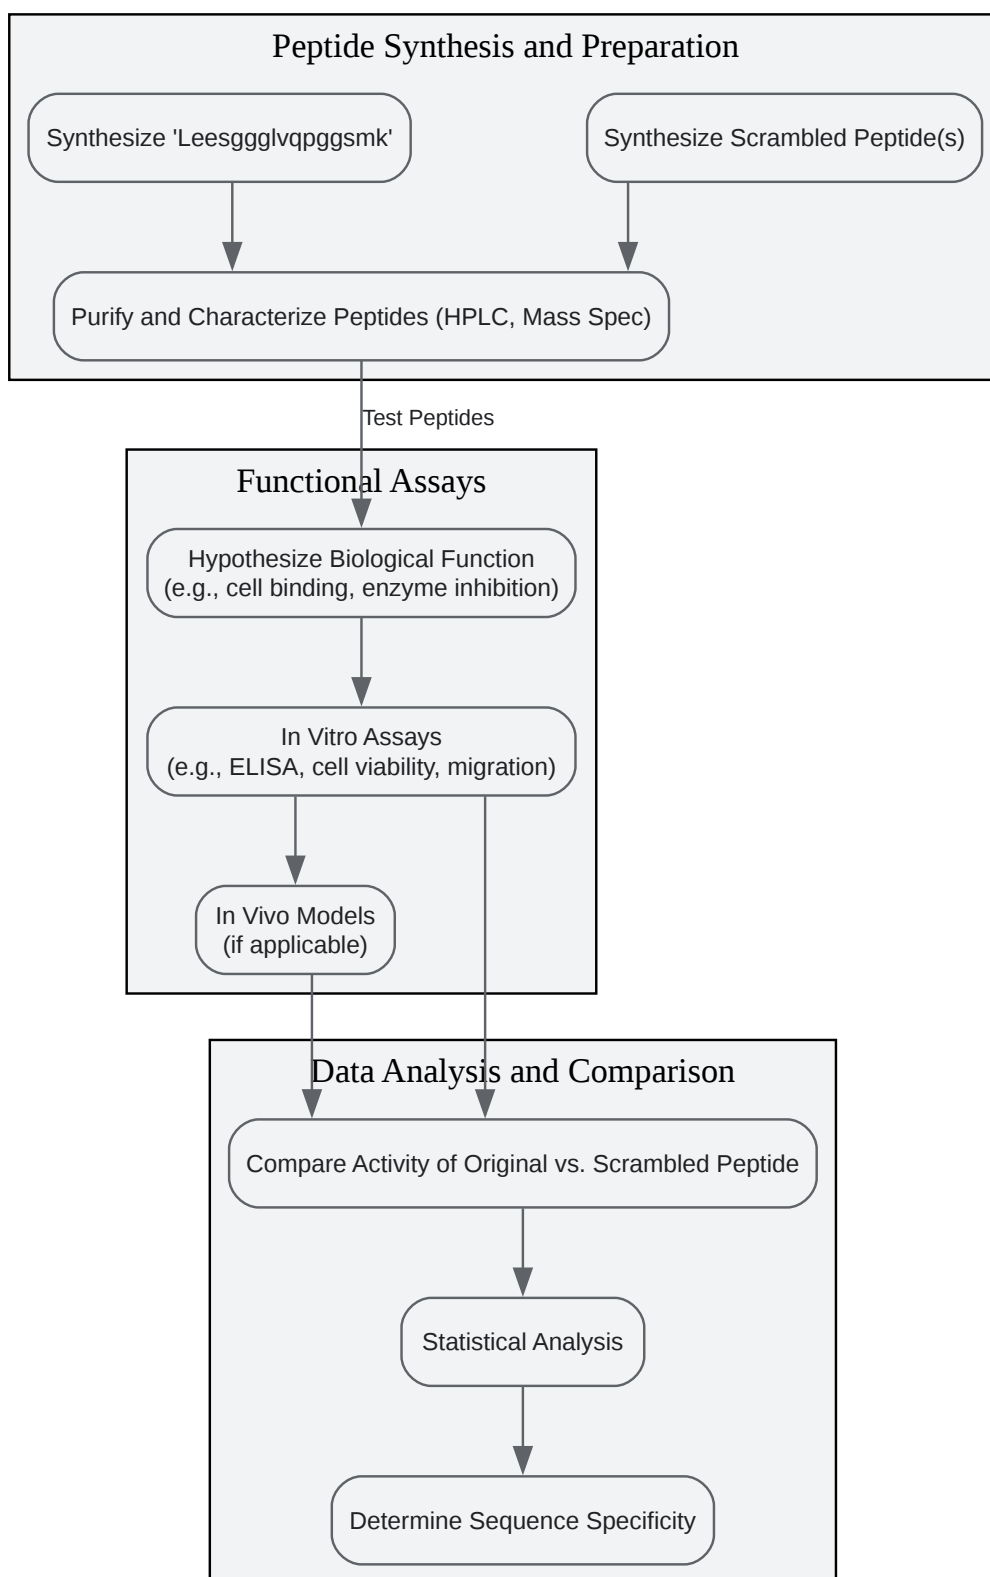 Peptide Synthesis and Preparation
Synthesize 'Leesggglvqpggsmk'
Synthesize Scrambled Peptide(s)
Purify and Characterize Peptides (HPLC, Mass Spec)
Test Peptides
Functional Assays
Hypothesize Biological Function
(e.g., cell binding, enzyme inhibition)
In Vitro Assays
(e.g., ELISA, cell viability, migration)
In Vivo Models
(if applicable)
Data Analysis and Comparison
Compare Activity of Original vs. Scrambled Peptide
Statistical Analysis
Determine Sequence Specificity